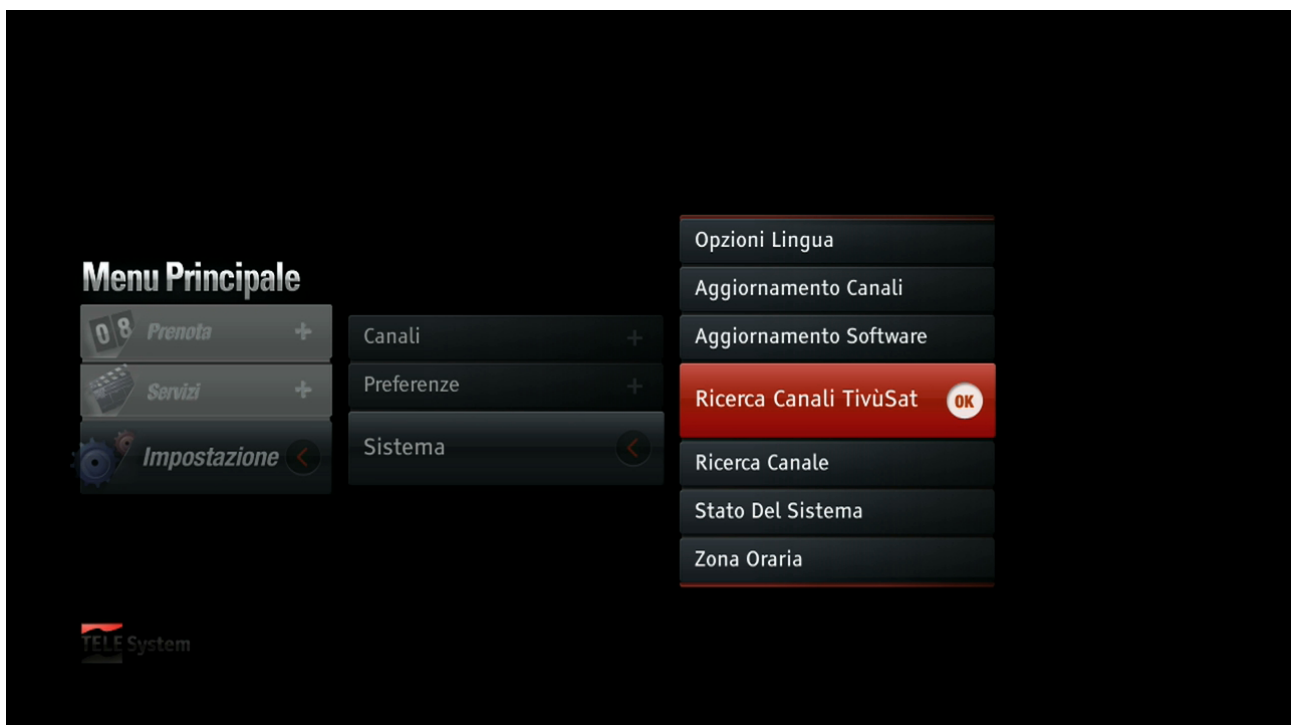 Menu Principale
08 Prenota +
Servizi +
Impostazione
Canali +
Preferenze +
Sistema
Opzioni Lingua
Aggiornamento Canali
Aggiornamento Software
Ricerca Canali TivùSat OK
Ricerca Canale
Stato Del Sistema
Zona Oraria
TELE System